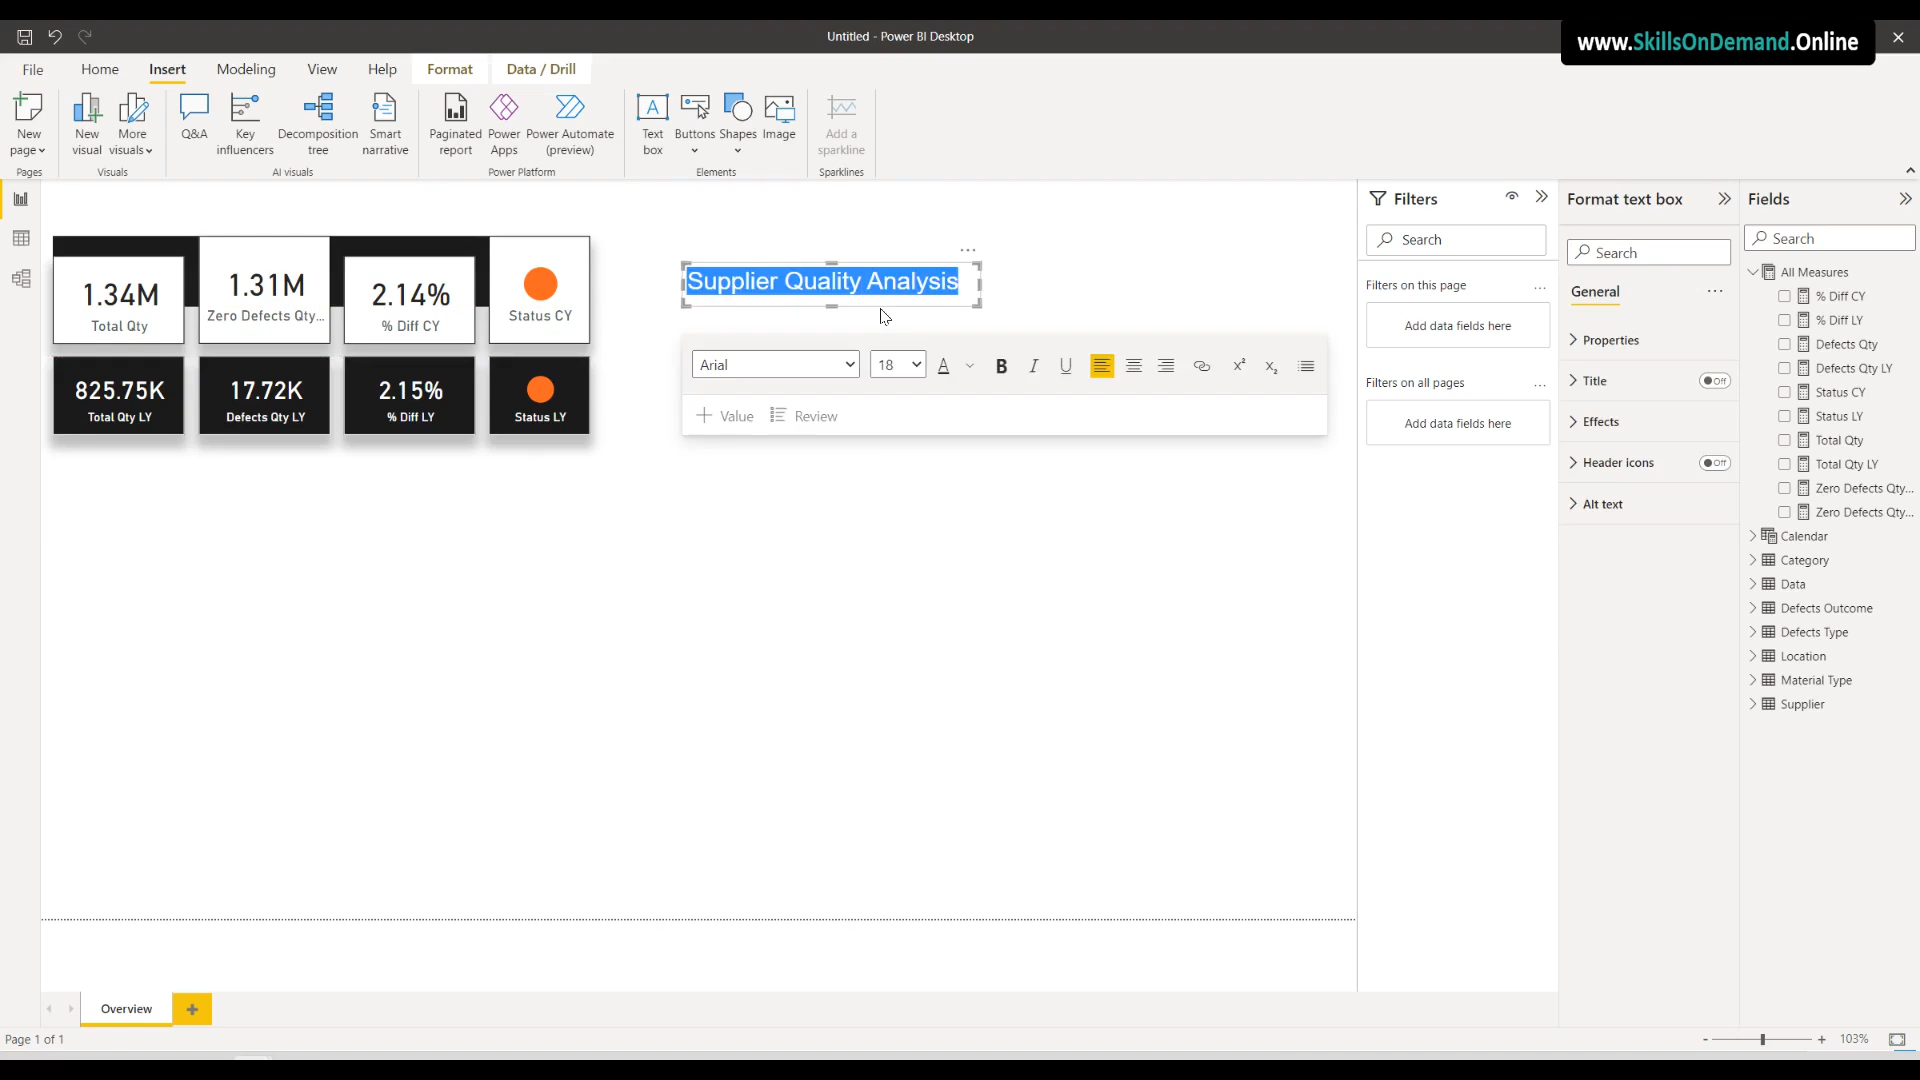 Untitled - Power BI Desktop
www.SkillsOnDemand.Online
File Home Insert Modeling View Help Format Data / Drill
New page
New visual
More visuals
Q&A
Key influencers
Decomposition tree
Smart narrative
Paginated report
Power Apps
Power Automate (preview)
Text box
Buttons
Shapes
Image
Add a sparkline
Pages
Visuals
AI visuals
Power Platform
Elements
Sparklines
1.34M
Total Qty
1.31M
Zero Defects Qty...
2.14%
% Diff CY
Status CY
825.75K
Total Qty LY
17.72K
Defects Qty LY
2.15%
% Diff LY
Status LY
Supplier Quality Analysis
Arial
18
A B I U x² x₂
Value
Review
Filters
Search
Filters on this page
Add data fields here
Filters on all pages
Add data fields here
Format text box
Search
General
Properties
Title Off
Effects
Header icons Off
Alt text
Fields
Search
All Measures
% Diff CY
% Diff LY
Defects Qty
Defects Qty LY
Status CY
Status LY
Total Qty
Total Qty LY
Zero Defects Qty...
Zero Defects Qty...
Calendar
Category
Data
Defects Outcome
Defects Type
Location
Material Type
Supplier
Overview
Page 1 of 1
- + 103%